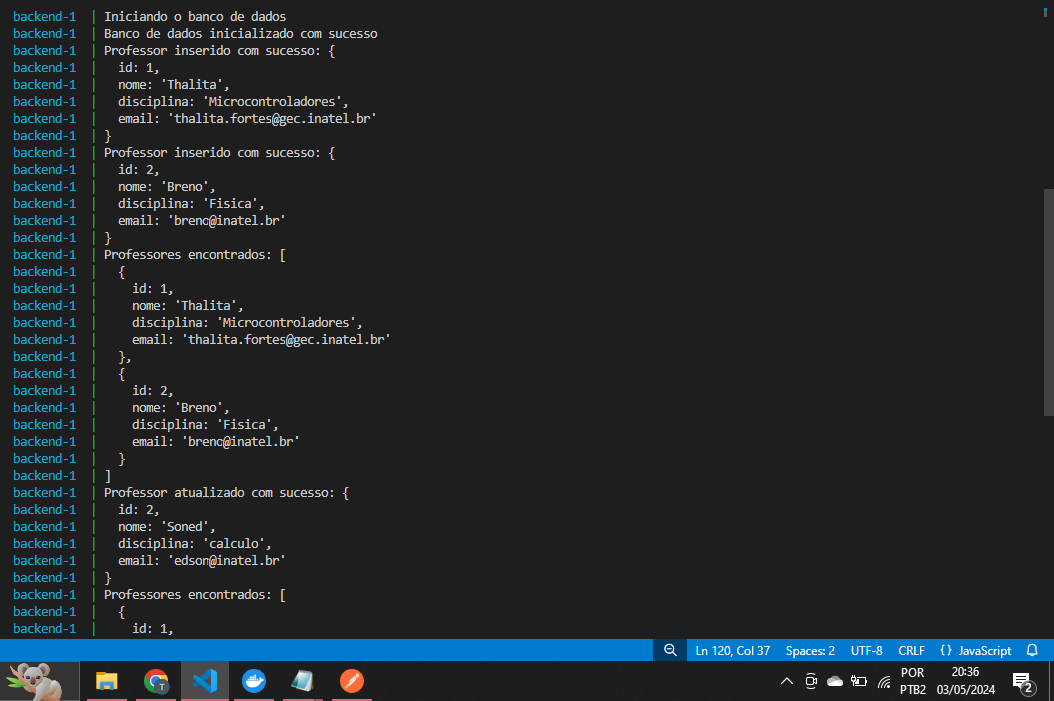 backend-1  | Iniciando o banco de dados
backend-1  | Banco de dados inicializado com sucesso
backend-1  | Professor inserido com sucesso: {
backend-1  |   id: 1,
backend-1  |   nome: 'Thalita',
backend-1  |   disciplina: 'Microcontroladores',
backend-1  |   email: 'thalita.fortes@gec.inatel.br'
backend-1  | }
backend-1  | Professor inserido com sucesso: {
backend-1  |   id: 2,
backend-1  |   nome: 'Breno',
backend-1  |   disciplina: 'Fisica',
backend-1  |   email: 'breno@inatel.br'
backend-1  | }
backend-1  | Professores encontrados: [
backend-1  |   {
backend-1  |     id: 1,
backend-1  |     nome: 'Thalita',
backend-1  |     disciplina: 'Microcontroladores',
backend-1  |     email: 'thalita.fortes@gec.inatel.br'
backend-1  |   },
backend-1  |   {
backend-1  |     id: 2,
backend-1  |     nome: 'Breno',
backend-1  |     disciplina: 'Fisica',
backend-1  |     email: 'breno@inatel.br'
backend-1  |   }
backend-1  | ]
backend-1  | Professor atualizado com sucesso: {
backend-1  |   id: 2,
backend-1  |   nome: 'Soned',
backend-1  |   disciplina: 'calculo',
backend-1  |   email: 'edson@inatel.br'
backend-1  | }
backend-1  | Professores encontrados: [
backend-1  |   {
backend-1  |     id: 1,
Ln 120, Col 37 Spaces: 2 UTF-8 CRLF {} JavaScript
T
POR 20:36
PTB2 03/05/2024 2